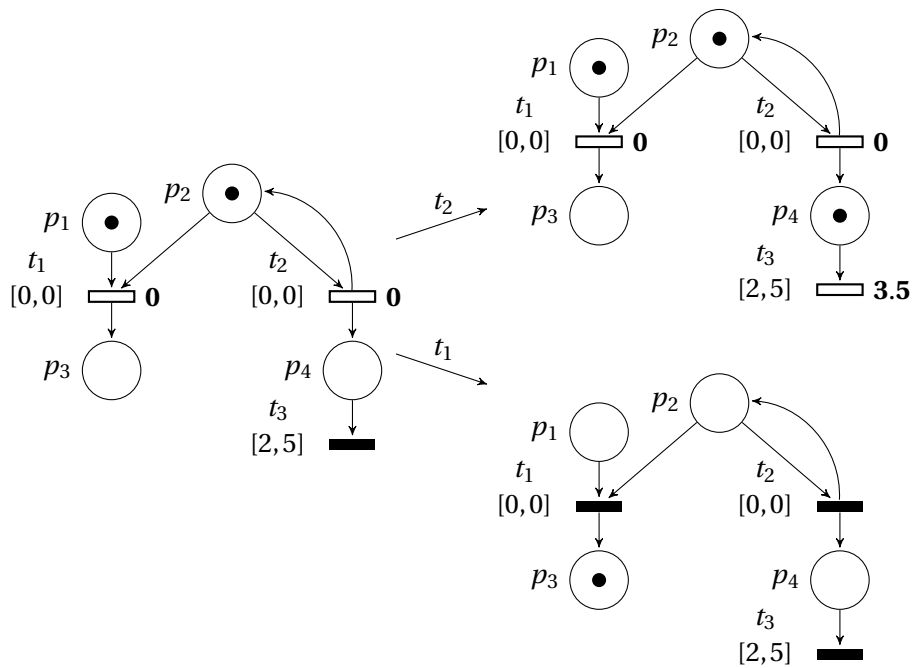 p1
p2
t1
[0,0]
0
t2
[0,0]
0
p3
p4
t3
[2,5]
t2
t1
p1
p2
t1
[0,0]
0
t2
[0,0]
0
p3
p4
t3
[2,5]
3.5
p1
p2
t1
[0,0]
t2
[0,0]
p3
p4
t3
[2,5]